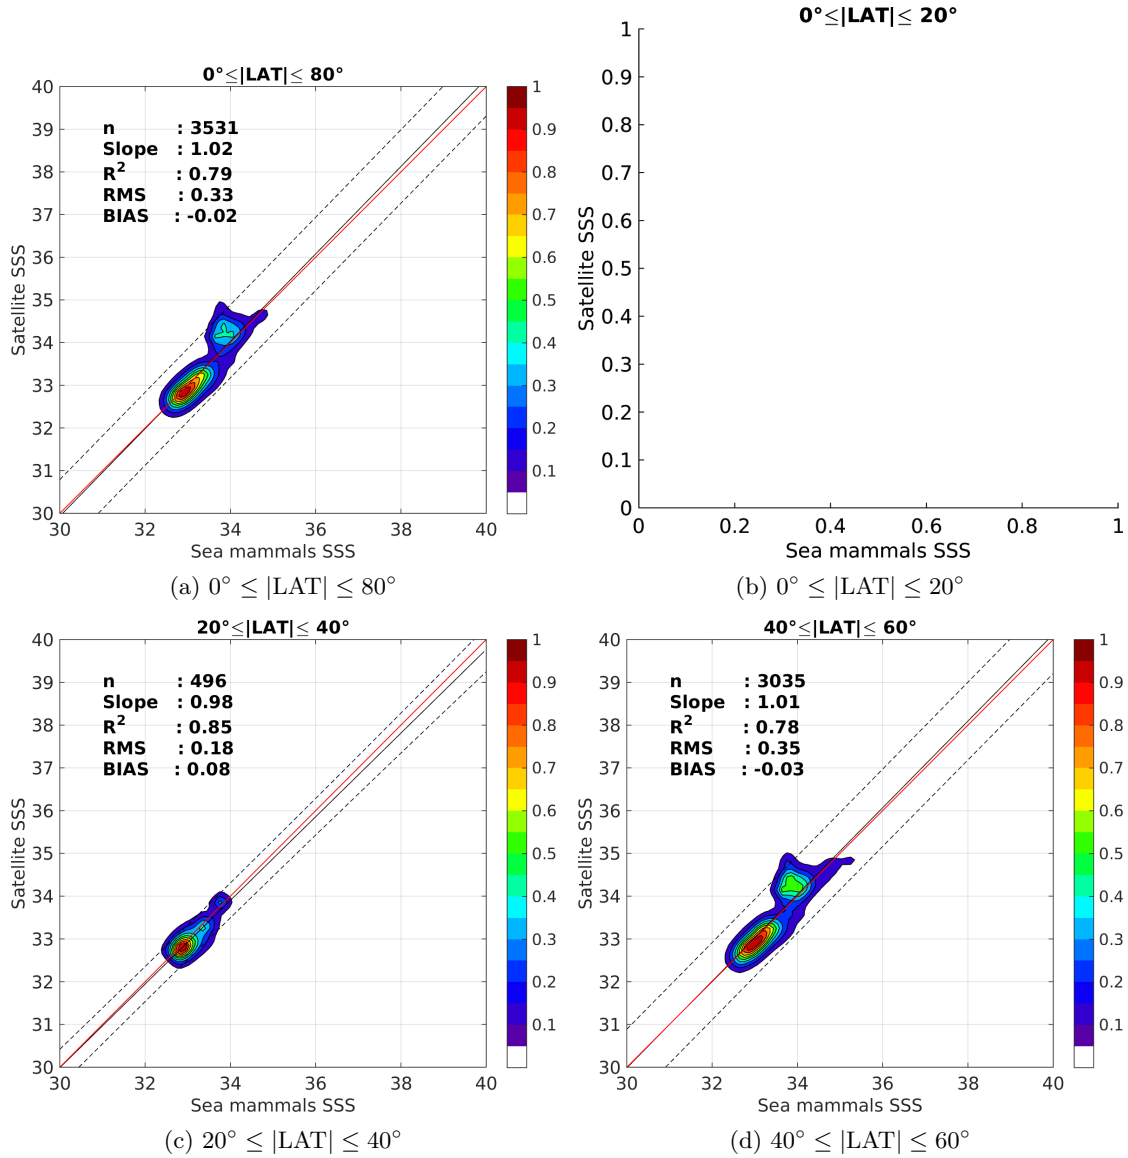 0°≤|LAT|≤ 80°
n : 3531
Slope : 1.02
R² : 0.79
RMS : 0.33
BIAS : -0.02
40
39
38
37
36
35
34
33
32
31
30
Satellite SSS
30 32 34 36 38 40
Sea mammals SSS
1
0.9
0.8
0.7
0.6
0.5
0.4
0.3
0.2
0.1
(a) 0° ≤ |LAT| ≤ 80°
0°≤|LAT|≤ 20°
1
0.9
0.8
0.7
0.6
0.5
0.4
0.3
0.2
0.1
0
Satellite SSS
0 0.2 0.4 0.6 0.8 1
Sea mammals SSS
(b) 0° ≤ |LAT| ≤ 20°
20°≤|LAT|≤ 40°
n : 496
Slope : 0.98
R² : 0.85
RMS : 0.18
BIAS : 0.08
40
39
38
37
36
35
34
33
32
31
30
Satellite SSS
30 32 34 36 38 40
Sea mammals SSS
1
0.9
0.8
0.7
0.6
0.5
0.4
0.3
0.2
0.1
(c) 20° ≤ |LAT| ≤ 40°
40°≤|LAT|≤ 60°
n : 3035
Slope : 1.01
R² : 0.78
RMS : 0.35
BIAS : -0.03
40
39
38
37
36
35
34
33
32
31
30
Satellite SSS
30 32 34 36 38 40
Sea mammals SSS
1
0.9
0.8
0.7
0.6
0.5
0.4
0.3
0.2
0.1
(d) 40° ≤ |LAT| ≤ 60°